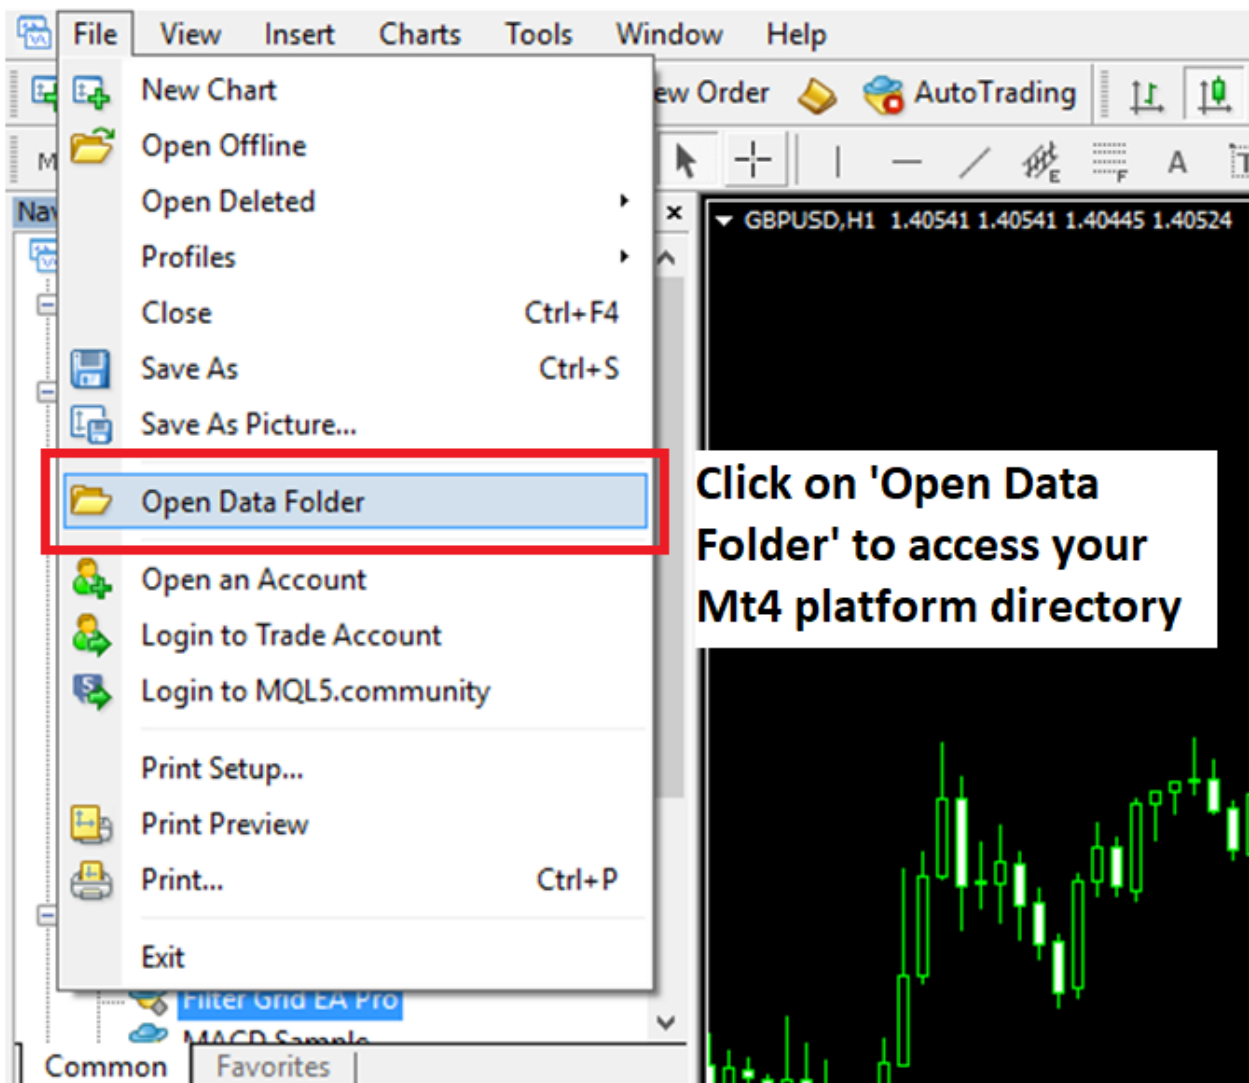 File View Insert Charts Tools Window Help
New Chart
ew Order AutoTrading
Open Offline
M
E
F
A
T
Open Deleted
Nav
GBPUSD,H1 1.40541 1.40541 1.40445 1.40524
Profiles
Close Ctrl+F4
Save As Ctrl+S
Save As Picture...
Open Data Folder
Click on 'Open Data
Folder' to access your
Mt4 platform directory
Open an Account
Login to Trade Account
Login to MQL5.community
Print Setup...
Print Preview
Print... Ctrl+P
Exit
Filter Grid EA Pro
MACD Sample
Common Favorites